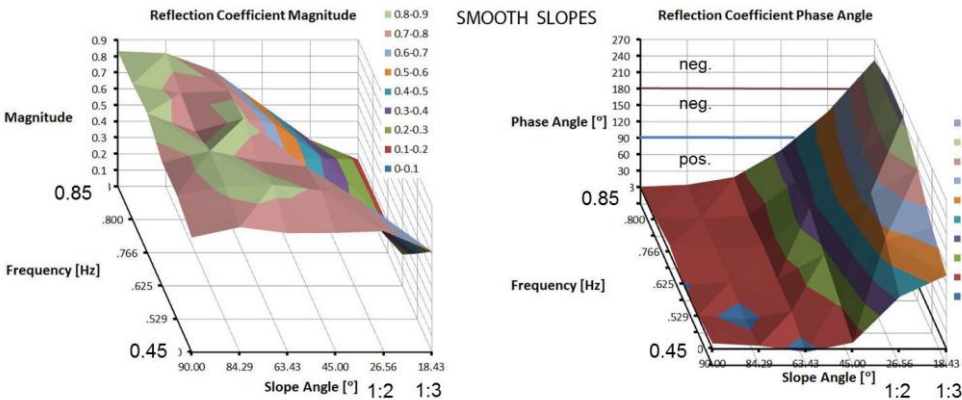 SMOOTH SLOPES
Reflection Coefficient Magnitude
0.9
0.8
0.7
0.6
0.5
0.4
0.3
0.2
0.1
Magnitude
0.85
.800
.766
.625
.529
0.45
Frequency [Hz]
90.00 84.29 63.43 45.00 26.56 18.43
Slope Angle [°]
1:2 1:3
0.8-0.9
0.7-0.8
0.6-0.7
0.5-0.6
0.4-0.5
0.3-0.4
0.2-0.3
0.1-0.2
0-0.1
Reflection Coefficient Phase Angle
270
240
210
180
150
120
90
60
30
neg.
neg.
pos.
Phase Angle [°]
0.85
.800
.766
.625
.529
0.45
Frequency [Hz]
90.00 84.29 63.43 45.00 26.56 18.43
Slope Angle [°]
1:2 1:3